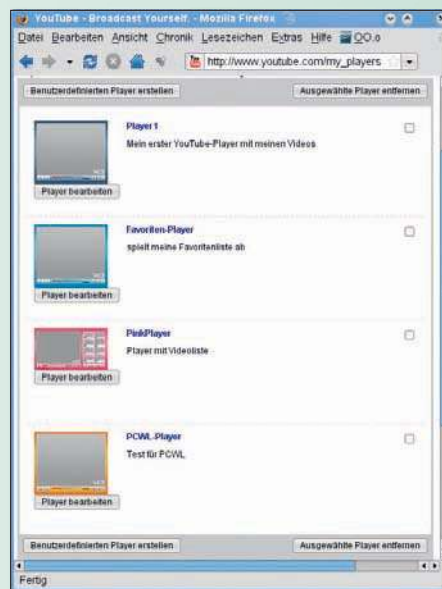 YouTube - Broadcast Yourself. - Mozilla Firefox
Datei Bearbeiten Ansicht Chronik Lesezeichen Extras Hilfe OO.o
http://www.youtube.com/my_players
Benutzerdefinierten Player erstellen Ausgewählte Player entfernen
Player 1
Mein erster YouTube-Player mit meinen Videos
Player bearbeiten
Favoriten-Player
spielt meine Favoritenliste ab
Player bearbeiten
PinkPlayer
Player mit Videoliste
Player bearbeiten
PCWL-Player
Test für PCWL
Player bearbeiten
Benutzerdefinierten Player erstellen Ausgewählte Player entfernen
Fertig